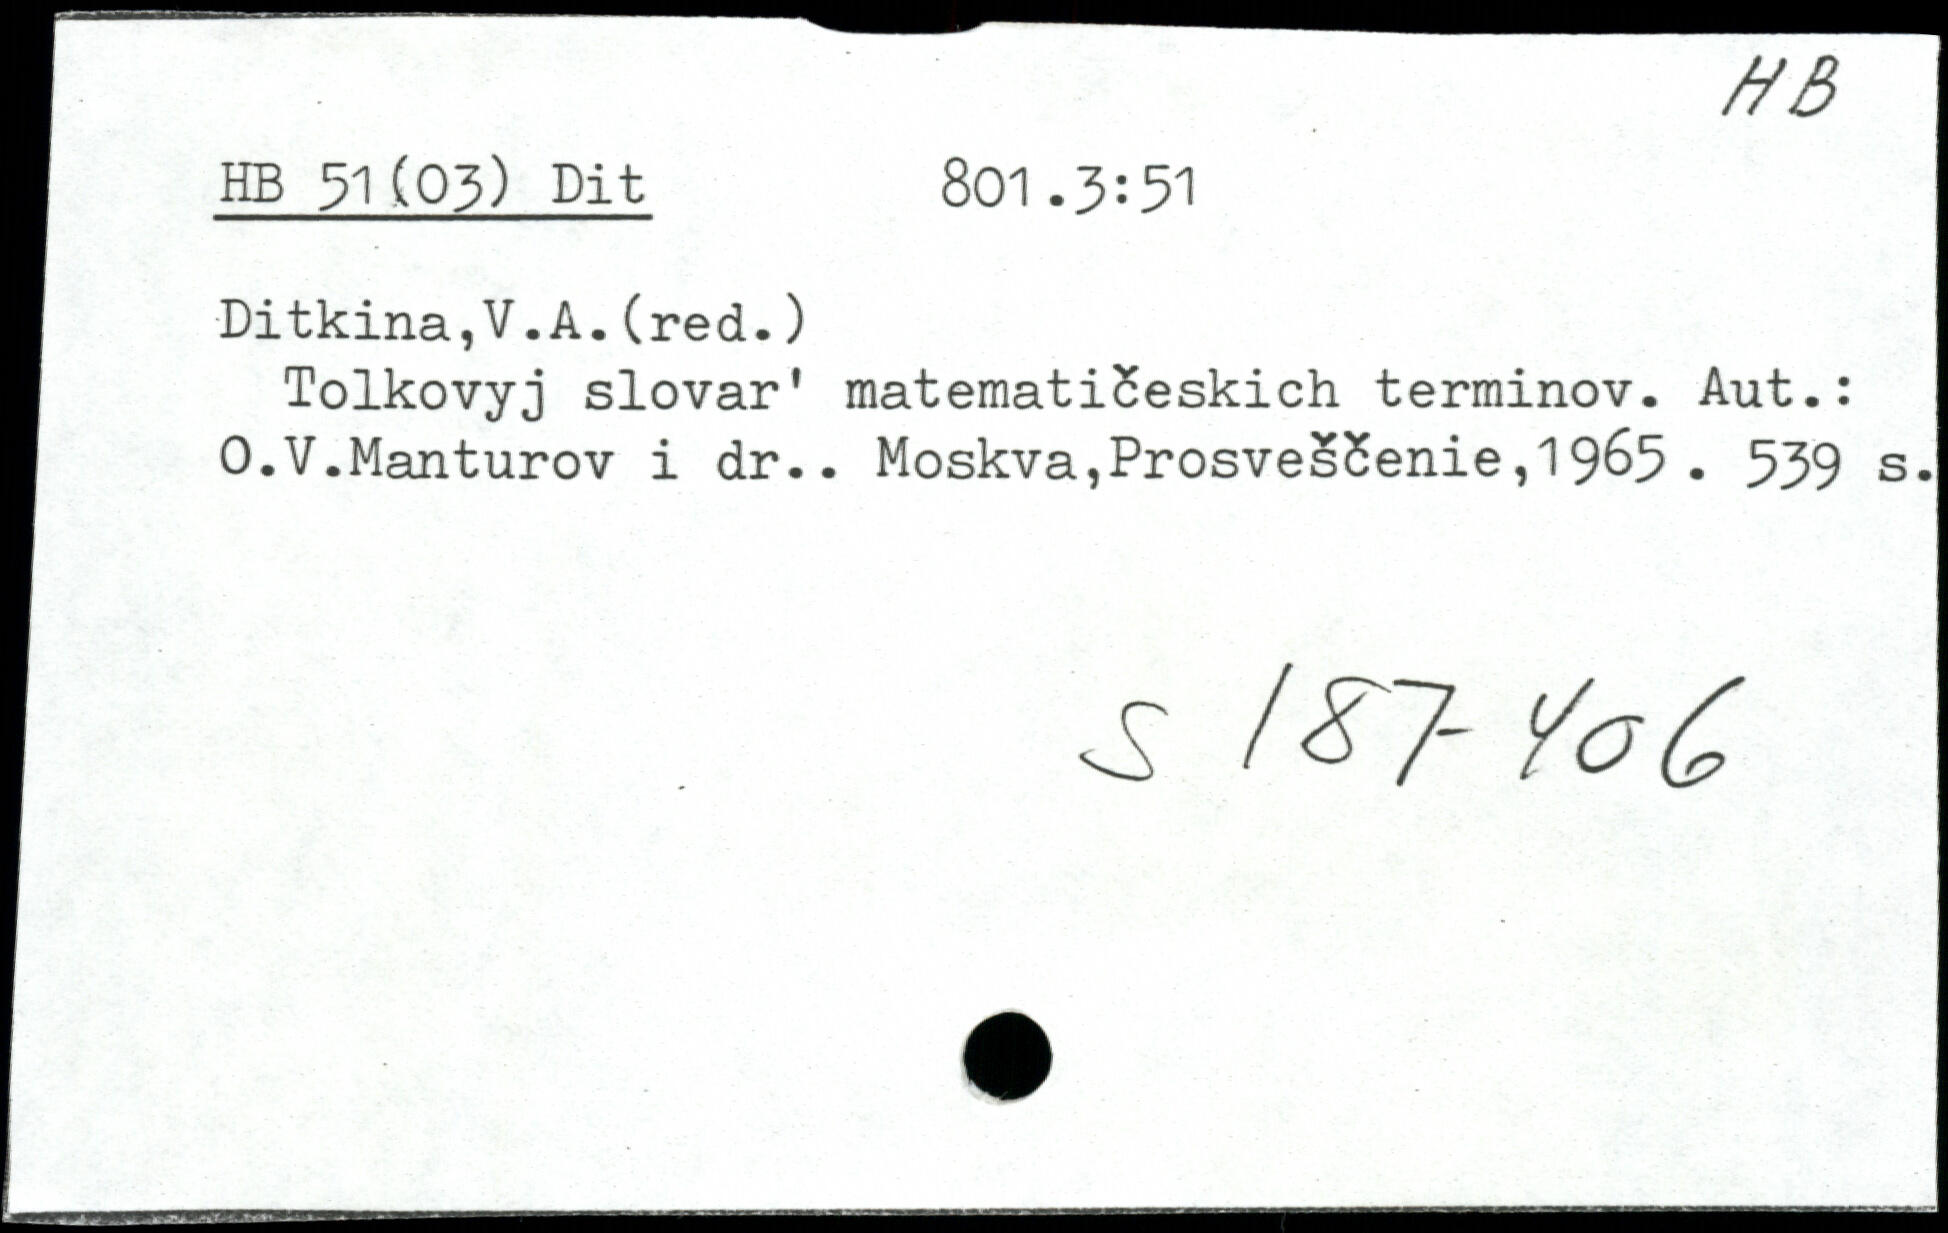 HB
HB 51(03) Dit 801.3:51
Ditkina,V.A.(red.)
Tolkovyj slovar' matematičeskich terminov. Aut.:
O.V.Manturov i dr.. Moskva,Prosveščenie,1965. 539 s.
S 187-406